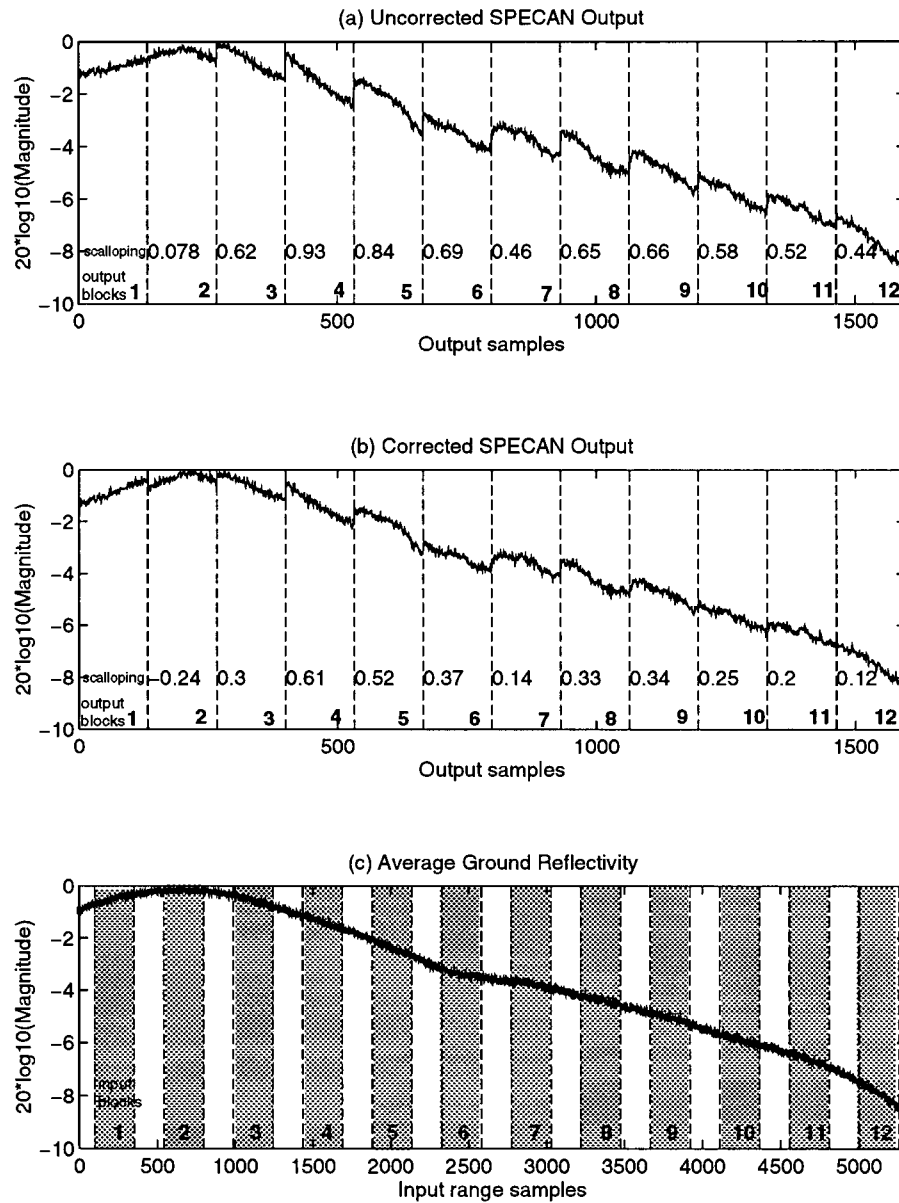 (a) Uncorrected SPECAN Output
20*log10(Magnitude)
0
−2
−4
−6
−8
−10
scalloping 0.078 0.62 0.93 0.84 0.69 0.46 0.65 0.66 0.58 0.52 0.44
output
blocks 1 2 3 4 5 6 7 8 9 10 11 12
0 500 1000 1500
Output samples
(b) Corrected SPECAN Output
20*log10(Magnitude)
0
−2
−4
−6
−8
−10
scalloping −0.24 0.3 0.61 0.52 0.37 0.14 0.33 0.34 0.25 0.2 0.12
output
blocks 1 2 3 4 5 6 7 8 9 10 11 12
0 500 1000 1500
Output samples
(c) Average Ground Reflectivity
20*log10(Magnitude)
0
−2
−4
−6
−8
−10
input
blocks
1 2 3 4 5 6 7 8 9 10 11 12
0 500 1000 1500 2000 2500 3000 3500 4000 4500 5000
Input range samples